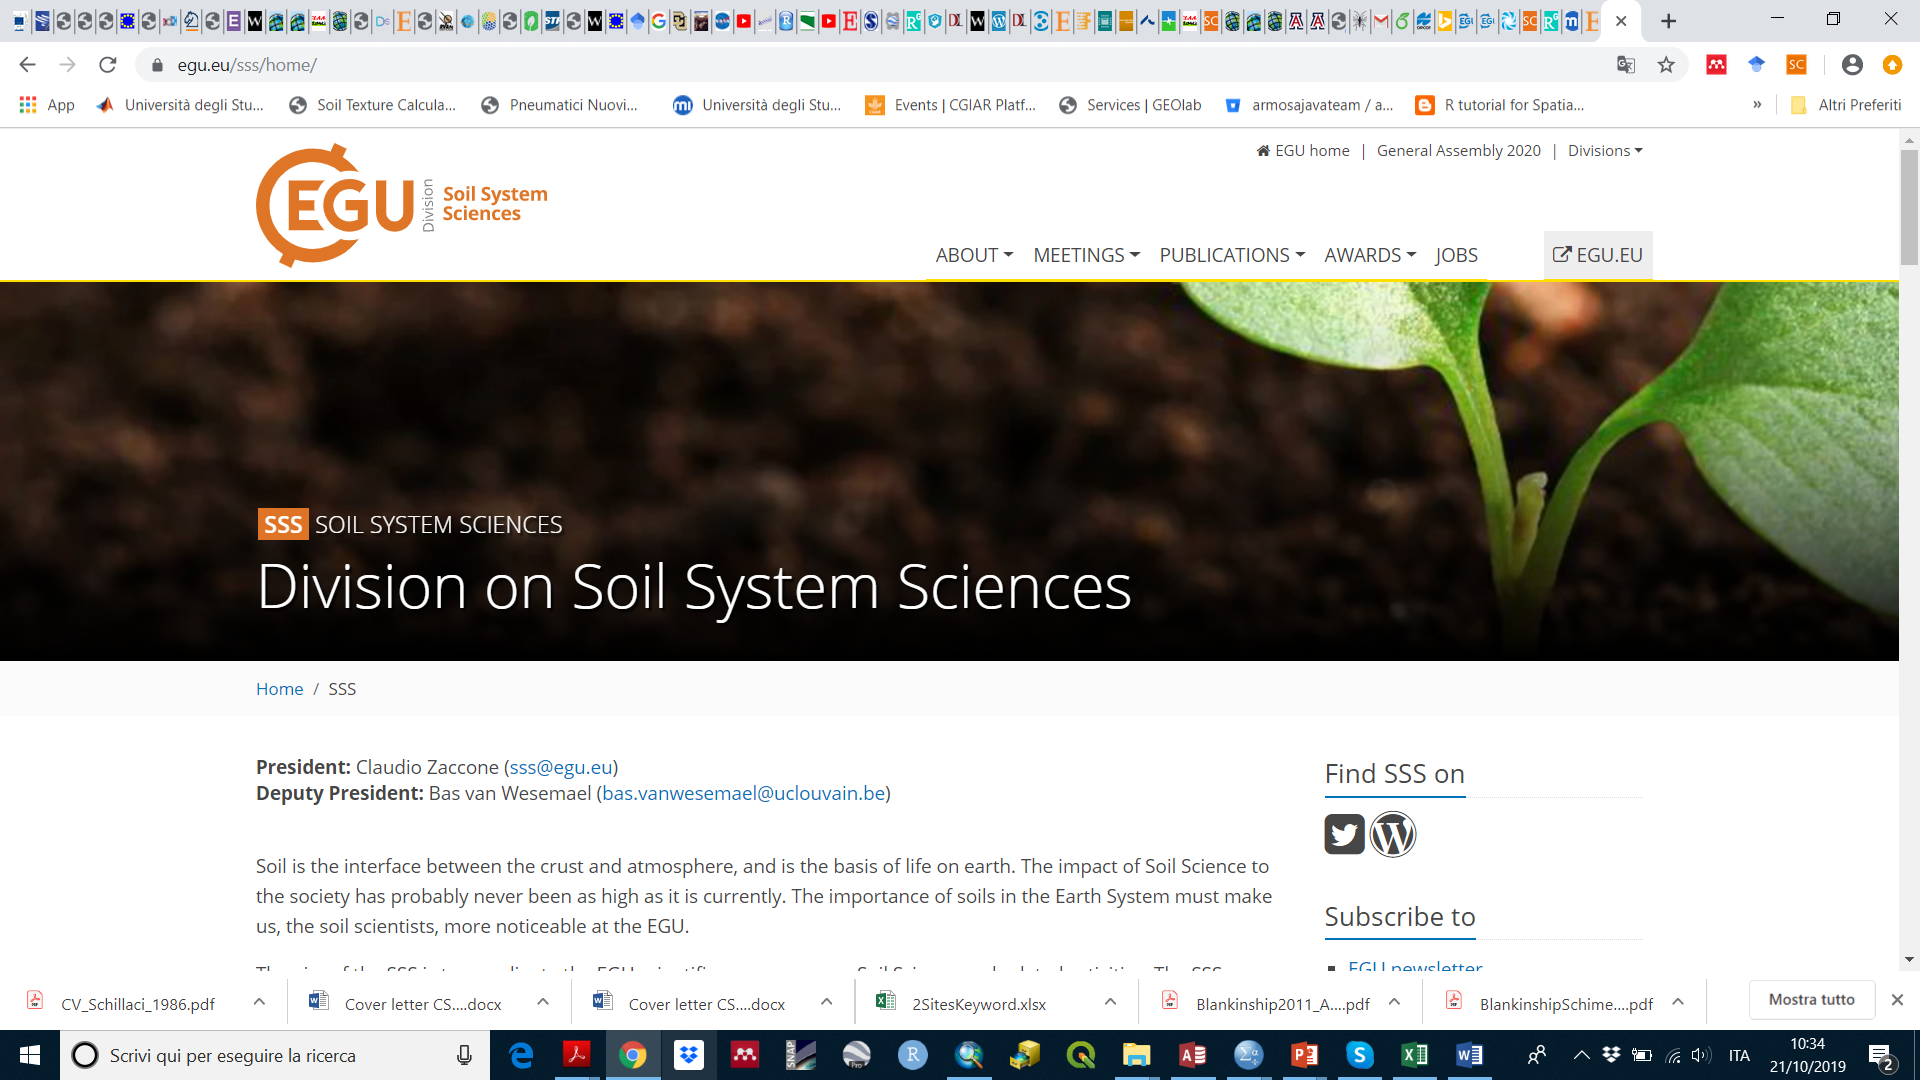 egu.eu/sss/home/
App
Università degli Stu...
Soil Texture Calcula...
Pneumatici Nuovi...
Università degli Stu...
Events | CGIAR Platf...
Services | GEOlab
armosajavateam / a...
R tutorial for Spatia...
»
Altri Preferiti
EGU
Division
Soil System
Sciences
EGU home | General Assembly 2020 | Divisions
ABOUT MEETINGS PUBLICATIONS AWARDS JOBS EGU.EU
SSS SOIL SYSTEM SCIENCES
Division on Soil System Sciences
Home / SSS
President: Claudio Zaccone (sss@egu.eu)
Deputy President: Bas van Wesemael (bas.vanwesemael@uclouvain.be)
Soil is the interface between the crust and atmosphere, and is the basis of life on earth. The impact of Soil Science to
the society has probably never been as high as it is currently. The importance of soils in the Earth System must make
us, the soil scientists, more noticeable at the EGU.
Find SSS on
Subscribe to
EGU newsletter
CV_Schillaci_1986.pdf
Cover letter CS....docx
Cover letter CS....docx
2SitesKeyword.xlsx
Blankinship2011_A....pdf
BlankinshipSchime....pdf
Mostra tutto
Scrivi qui per eseguire la ricerca
ITA
10:34
21/10/2019
2